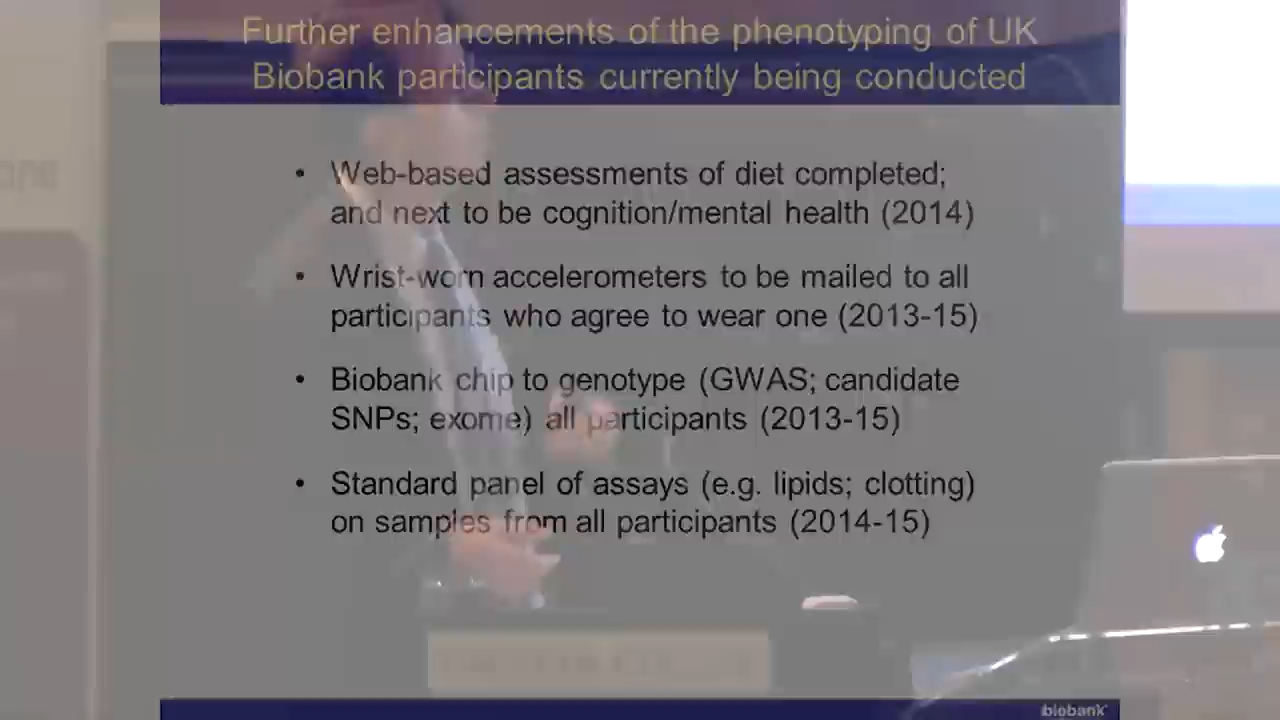 Further enhancements of the phenotyping of UK
Biobank participants currently being conducted
• Web-based assessments of diet completed;
and next to be cognition/mental health (2014)
• Wrist-worn accelerometers to be mailed to all
participants who agree to wear one (2013-15)
• Biobank chip to genotype (GWAS; candidate
SNPs; exome) all participants (2013-15)
• Standard panel of assays (e.g. lipids; clotting)
on samples from all participants (2014-15)
biobank